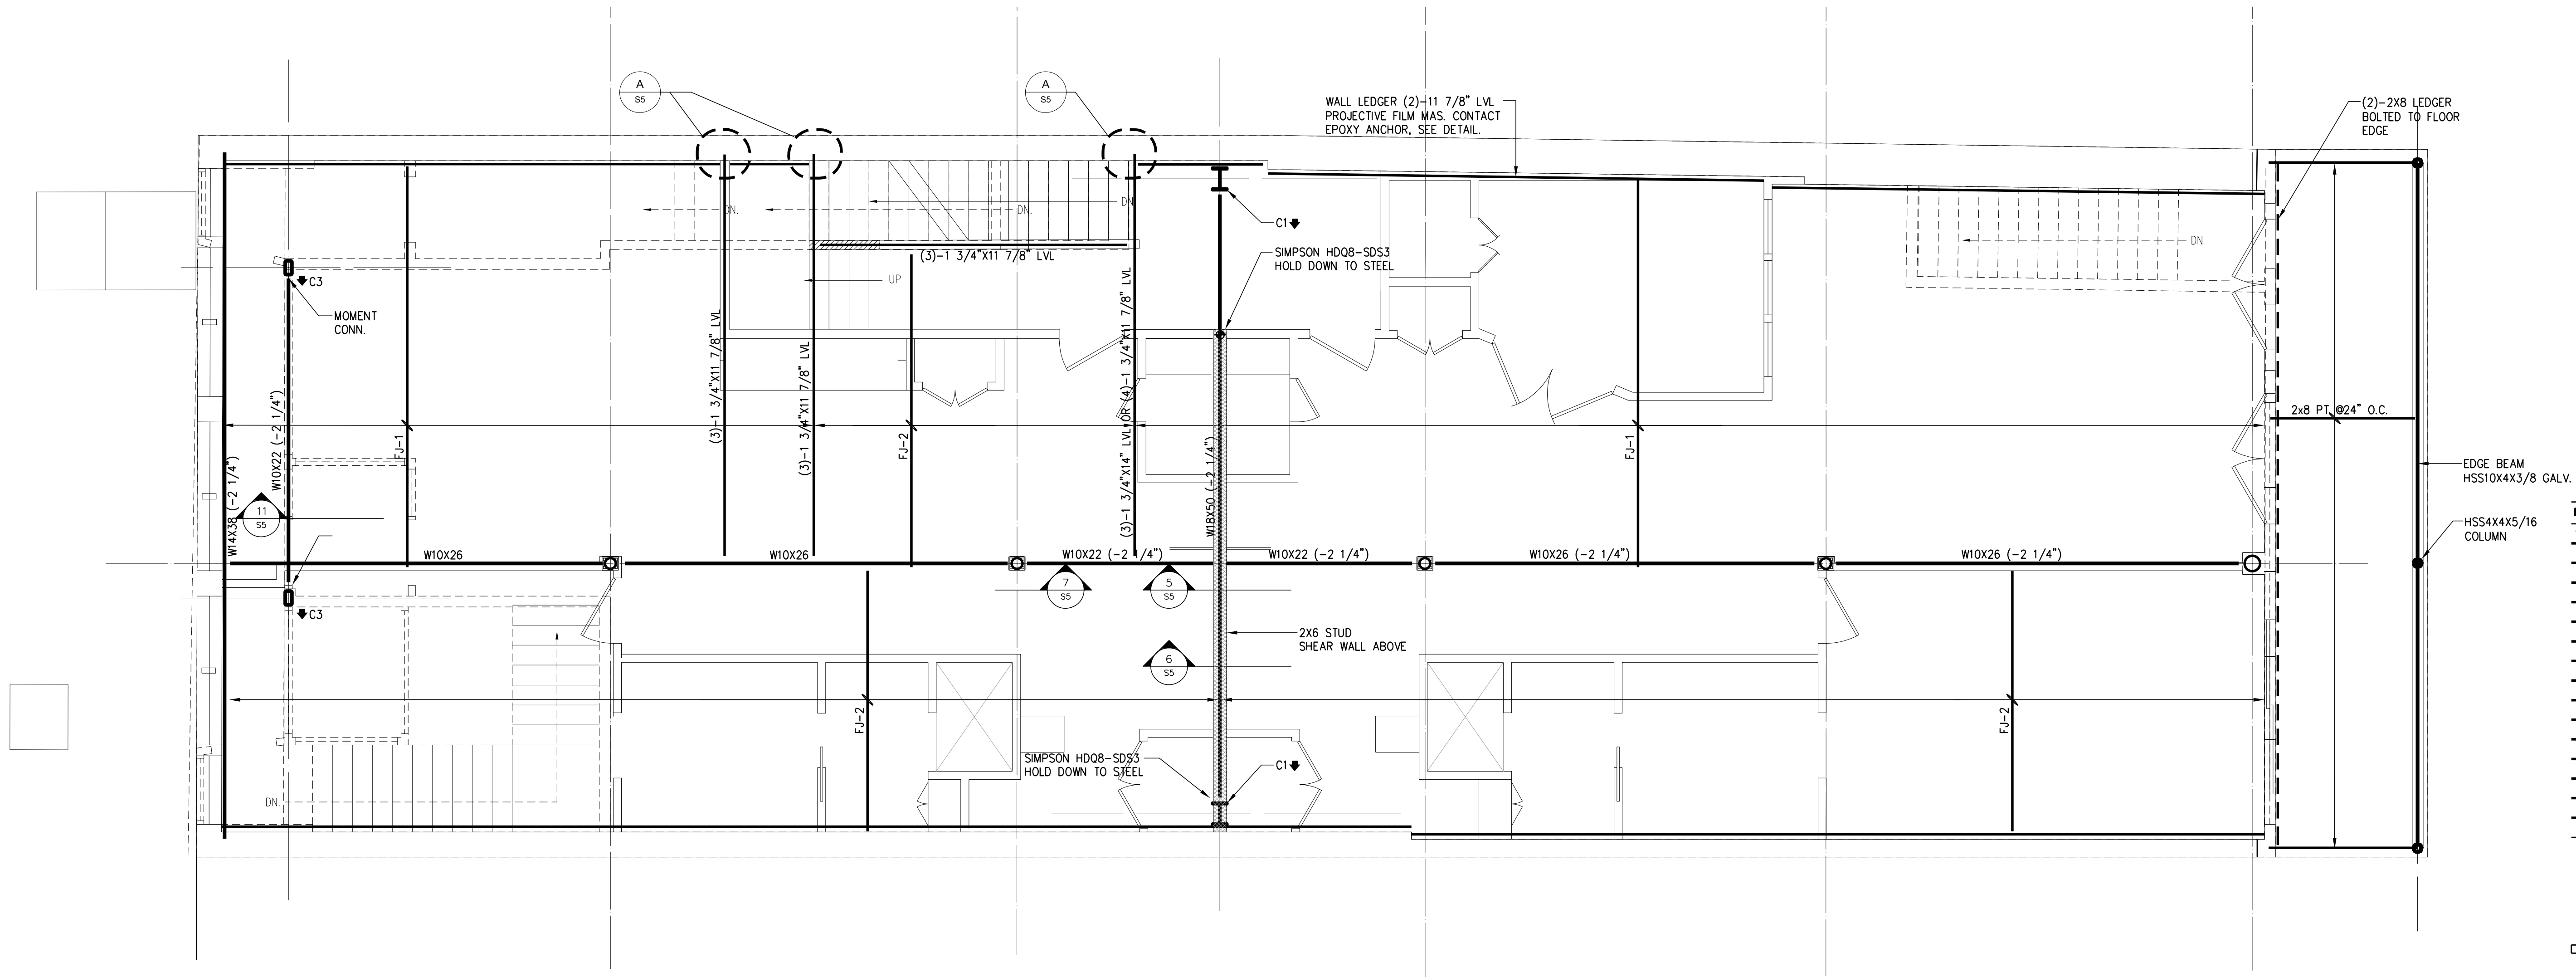 A
S5
A
S5
WALL LEDGER (2)-11 7/8" LVL
PROJECTIVE FILM MAS. CONTACT
EPOXY ANCHOR, SEE DETAIL.
(2)-2X8 LEDGER
BOLTED TO FLOOR
EDGE
DN.
DN.
DN
C1
DN
(3)-1 3/4"X11 7/8" LVL
SIMPSON HDQ8-SDS3
HOLD DOWN TO STEEL
C3
UP
MOMENT
CONN.
W14X38 (-2 1/4")
W10X22 (-2 1/4")
FJ-1
(3)-1 3/4"X11 7/8" LVL
(3)-1 3/4"X11 7/8" LVL
FJ-2
(3)-1 3/4"X14" LVL OR (4)-1 3/4"X11 7/8" LVL
W18X50 (-2 1/4")
FJ-1
2x8 PT @24" O.C.
EDGE BEAM
HSS10X4X3/8 GALV.
11
S5
HSS4X4X5/16
COLUMN
W10X26
W10X26
W10X22 (-2 1/4")
W10X22 (-2 1/4")
W10X26 (-2 1/4")
W10X26 (-2 1/4")
7
S5
5
S5
C3
2X6 STUD
SHEAR WALL ABOVE
6
S5
FJ-2
FJ-2
SIMPSON HDQ8-SDS3
HOLD DOWN TO STEEL
C1
DN.